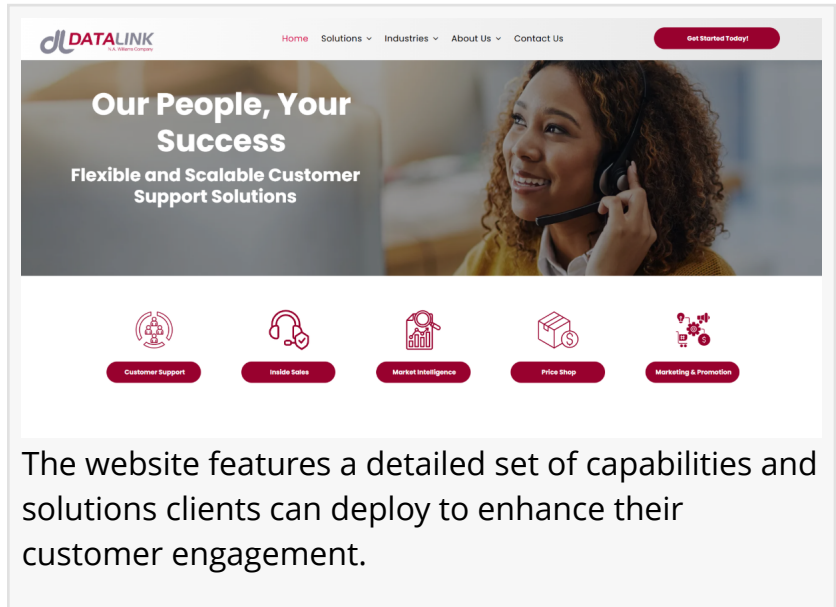 DATALINK
N.A. Williams Company
Home Solutions Industries About Us Contact Us
Get Started Today!
Our People, Your
Success
Flexible and Scalable Customer
Support Solutions
Customer Support
Inside Sales
Market Intelligence
Price Shop
Marketing & Promotion
The website features a detailed set of capabilities and
solutions clients can deploy to enhance their
customer engagement.